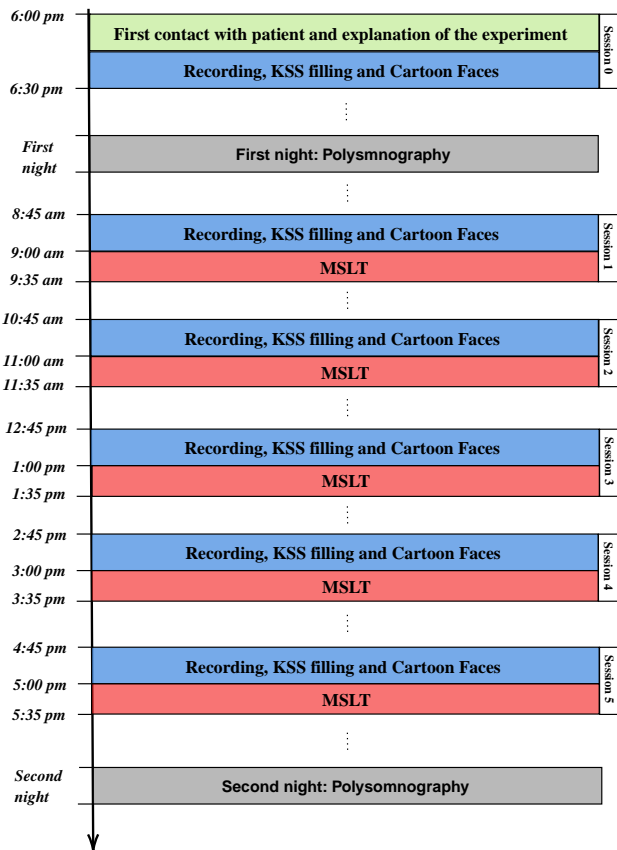 6:00 pm
First contact with patient and explanation of the experiment
Session 0
Recording, KSS filling and Cartoon Faces
6:30 pm
First
night
First night: Polysmnography
8:45 am
Recording, KSS filling and Cartoon Faces
Session 1
9:00 am
MSLT
9:35 am
10:45 am
Recording, KSS filling and Cartoon Faces
Session 2
11:00 am
MSLT
11:35 am
12:45 pm
Recording, KSS filling and Cartoon Faces
Session 3
1:00 pm
MSLT
1:35 pm
2:45 pm
Recording, KSS filling and Cartoon Faces
Session 4
3:00 pm
MSLT
3:35 pm
4:45 pm
Recording, KSS filling and Cartoon Faces
Session 5
5:00 pm
MSLT
5:35 pm
Second
night
Second night: Polysomnography